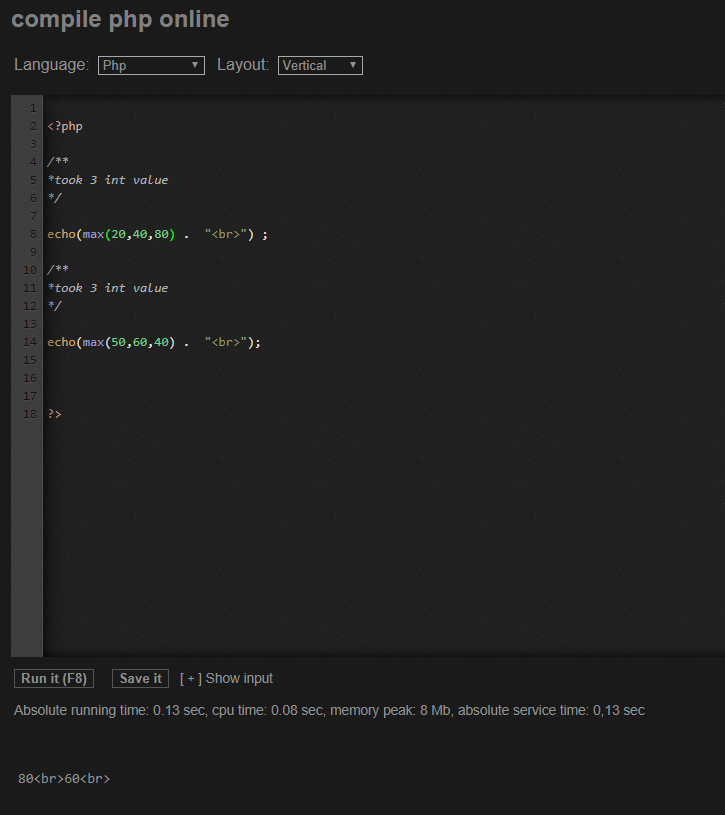 compile php online
Language: Php Layout: Vertical
1
2 <?php
3
4 /**
5 *took 3 int value
6 */
7
8 echo(max(20,40,80) .  "<br>") ;
9
10 /**
11 *took 3 int value
12 */
13
14 echo(max(50,60,40) .  "<br>");
15
16
17
18 ?>
Run it (F8) Save it [ + ] Show input
Absolute running time: 0.13 sec, cpu time: 0.08 sec, memory peak: 8 Mb, absolute service time: 0,13 sec
80<br>60<br>